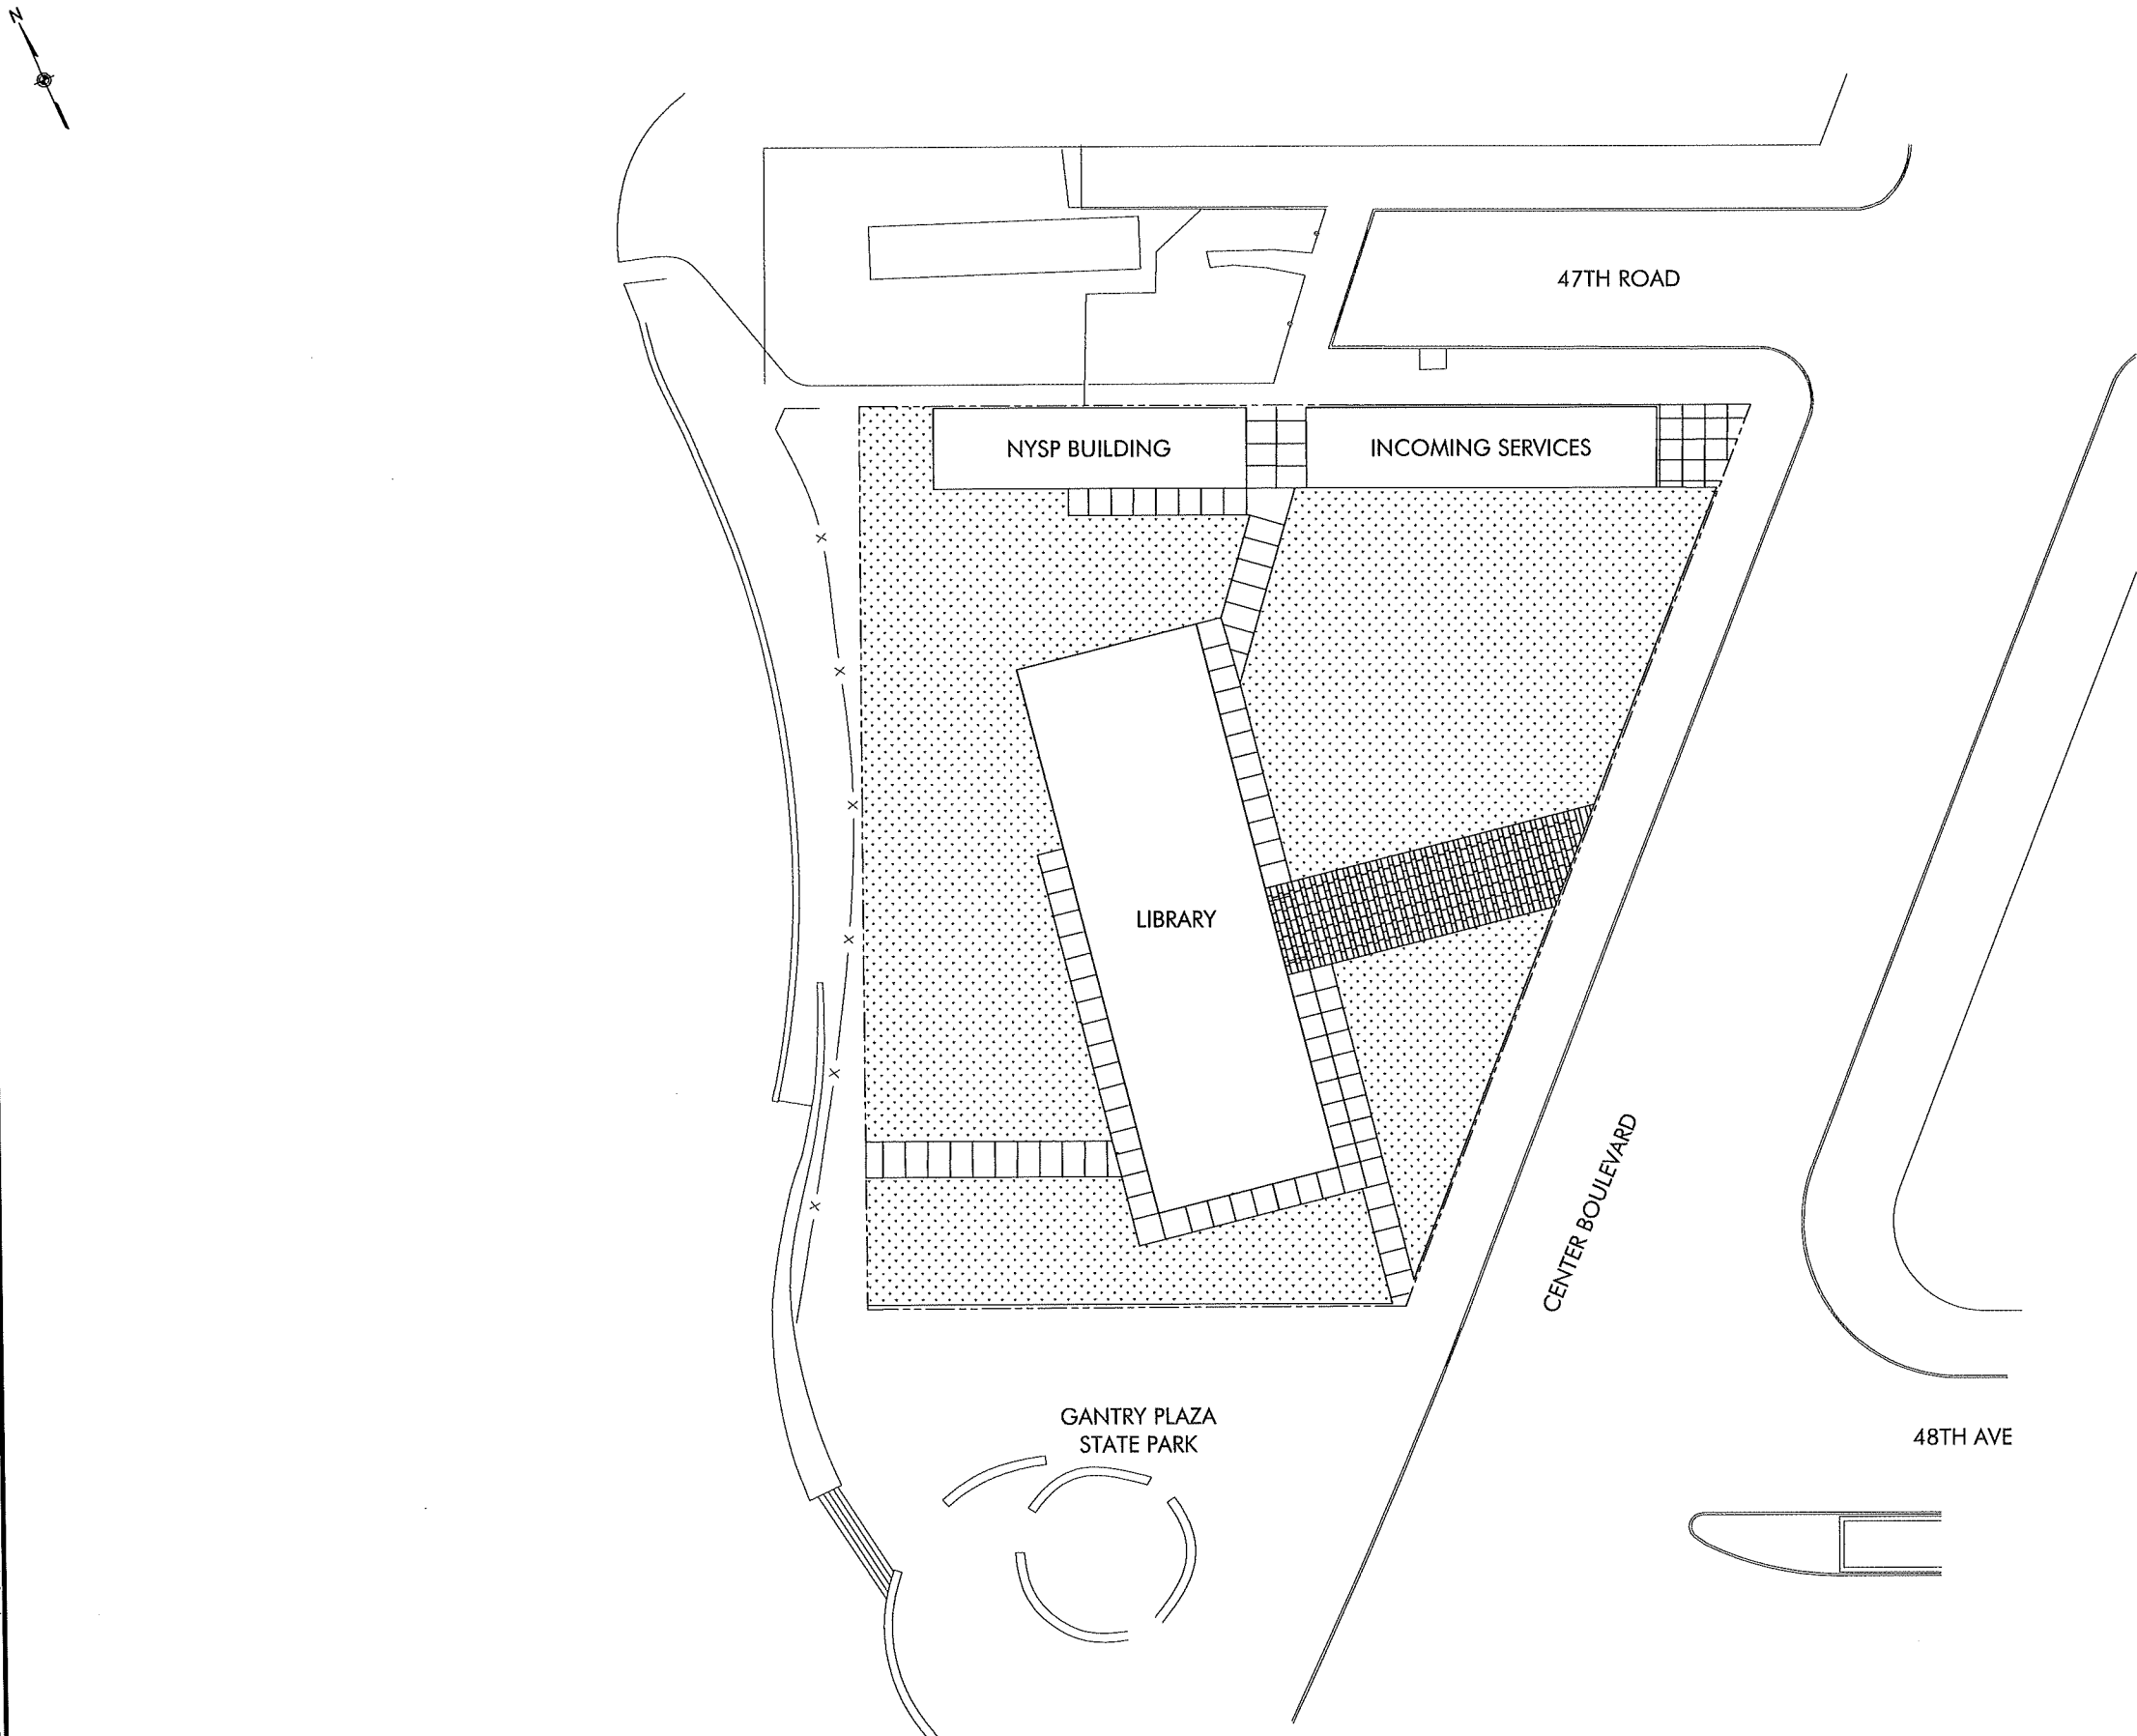 N
47TH ROAD
NYSP BUILDING
INCOMING SERVICES
LIBRARY
CENTER BOULEVARD
GANTRY PLAZA
STATE PARK
48TH AVE